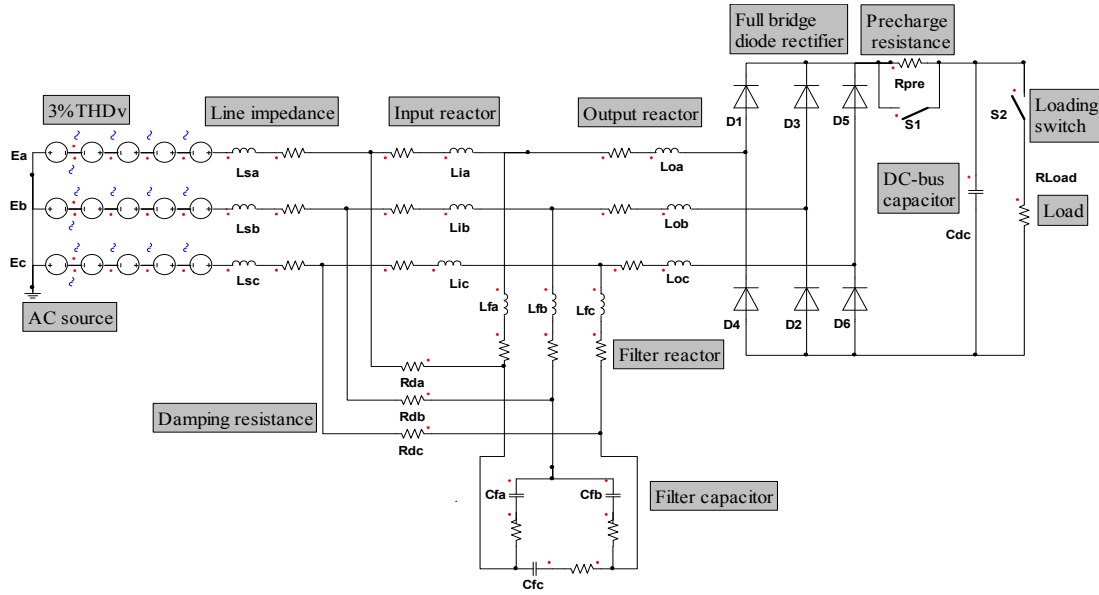 Full bridge
diode rectifier
Precharge
resistance
Rpre
3%THDv
Line impedance
Input reactor
Output reactor
D1
D3
D5
S1
S2
Loading
switch
Ea
Lsa
Lia
Loa
DC-bus
capacitor
RLoad
Load
Eb
Lsb
Lib
Lob
Cdc
Ec
Lsc
Lic
Loc
AC source
Lfa
Lfb
Lfc
D4
D2
D6
Filter reactor
Rda
Rdb
Damping resistance
Rdc
Cfa
Cfb
Filter capacitor
Cfc